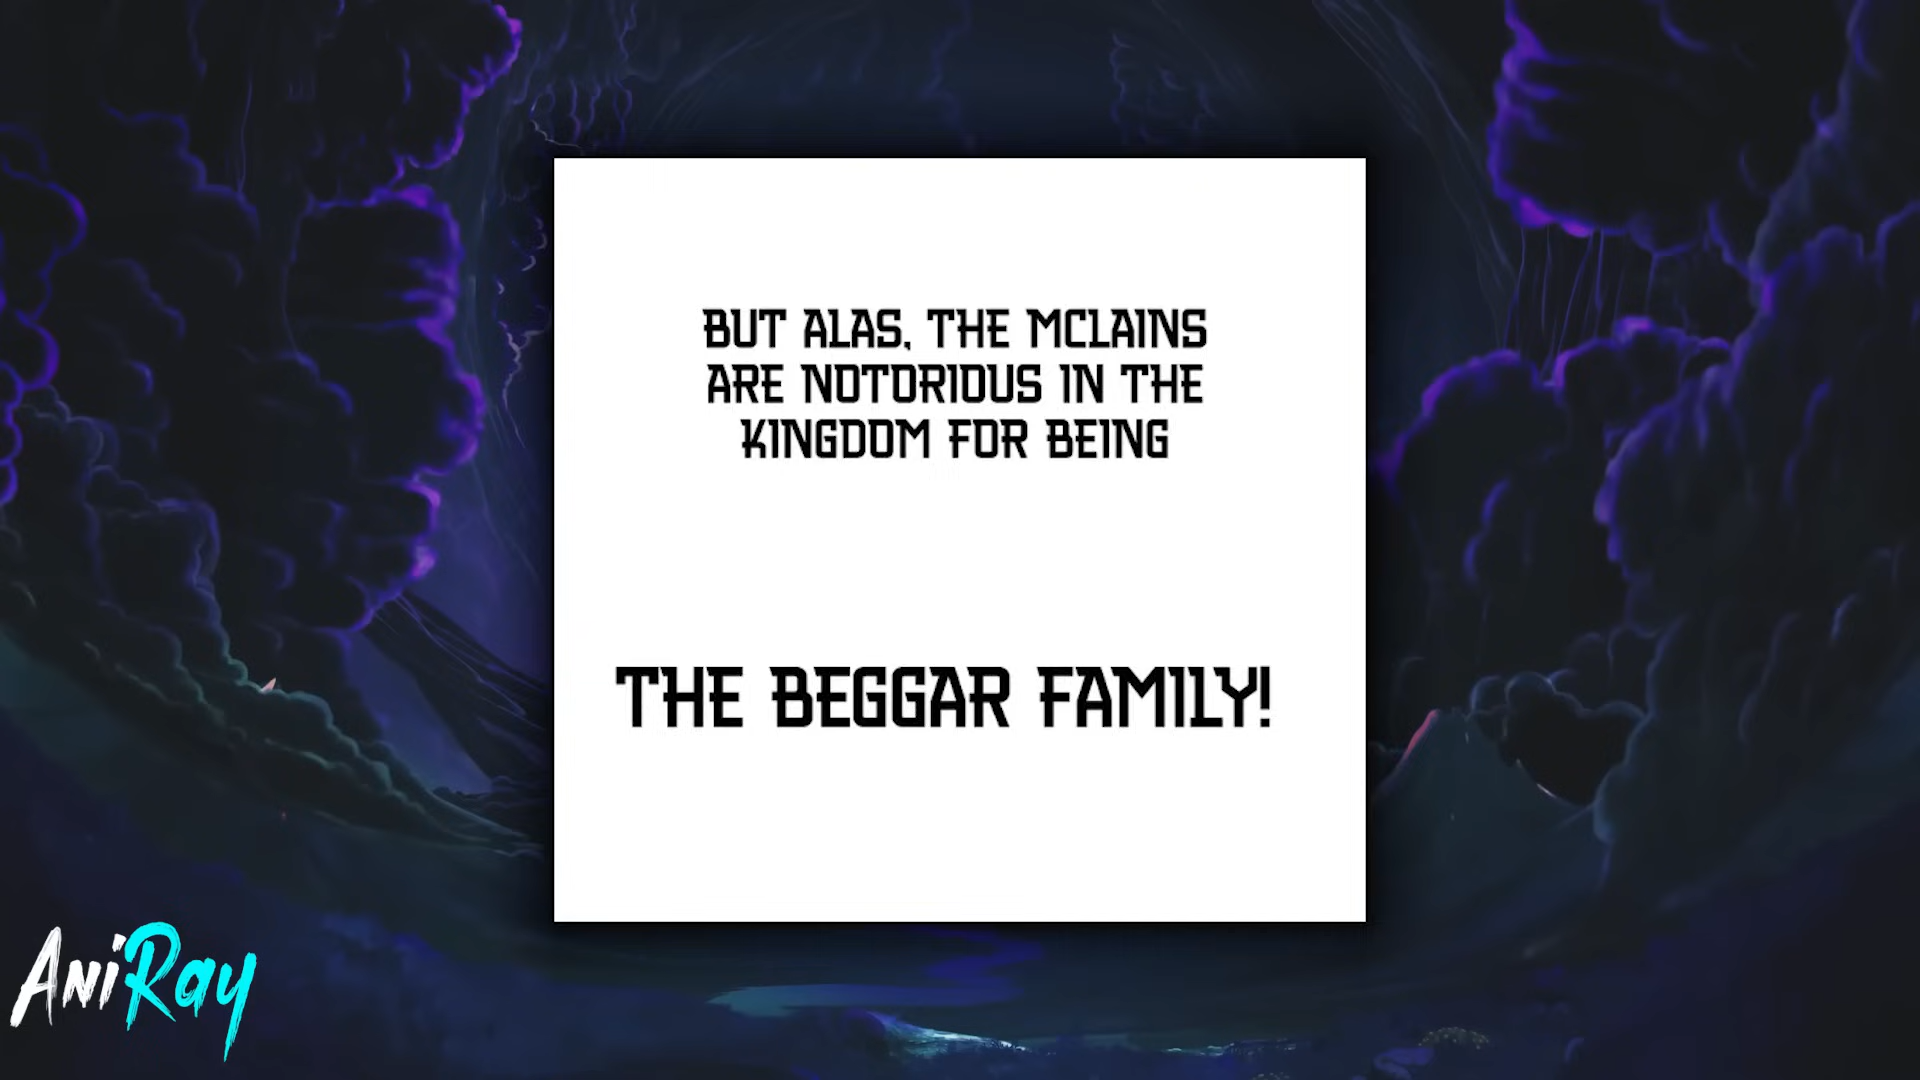 BUT ALAS, THE MCLAINS
ARE NOTORIOUS IN THE
KINGDOM FOR BEING
THE BEGGAR FAMILY!
AniRay